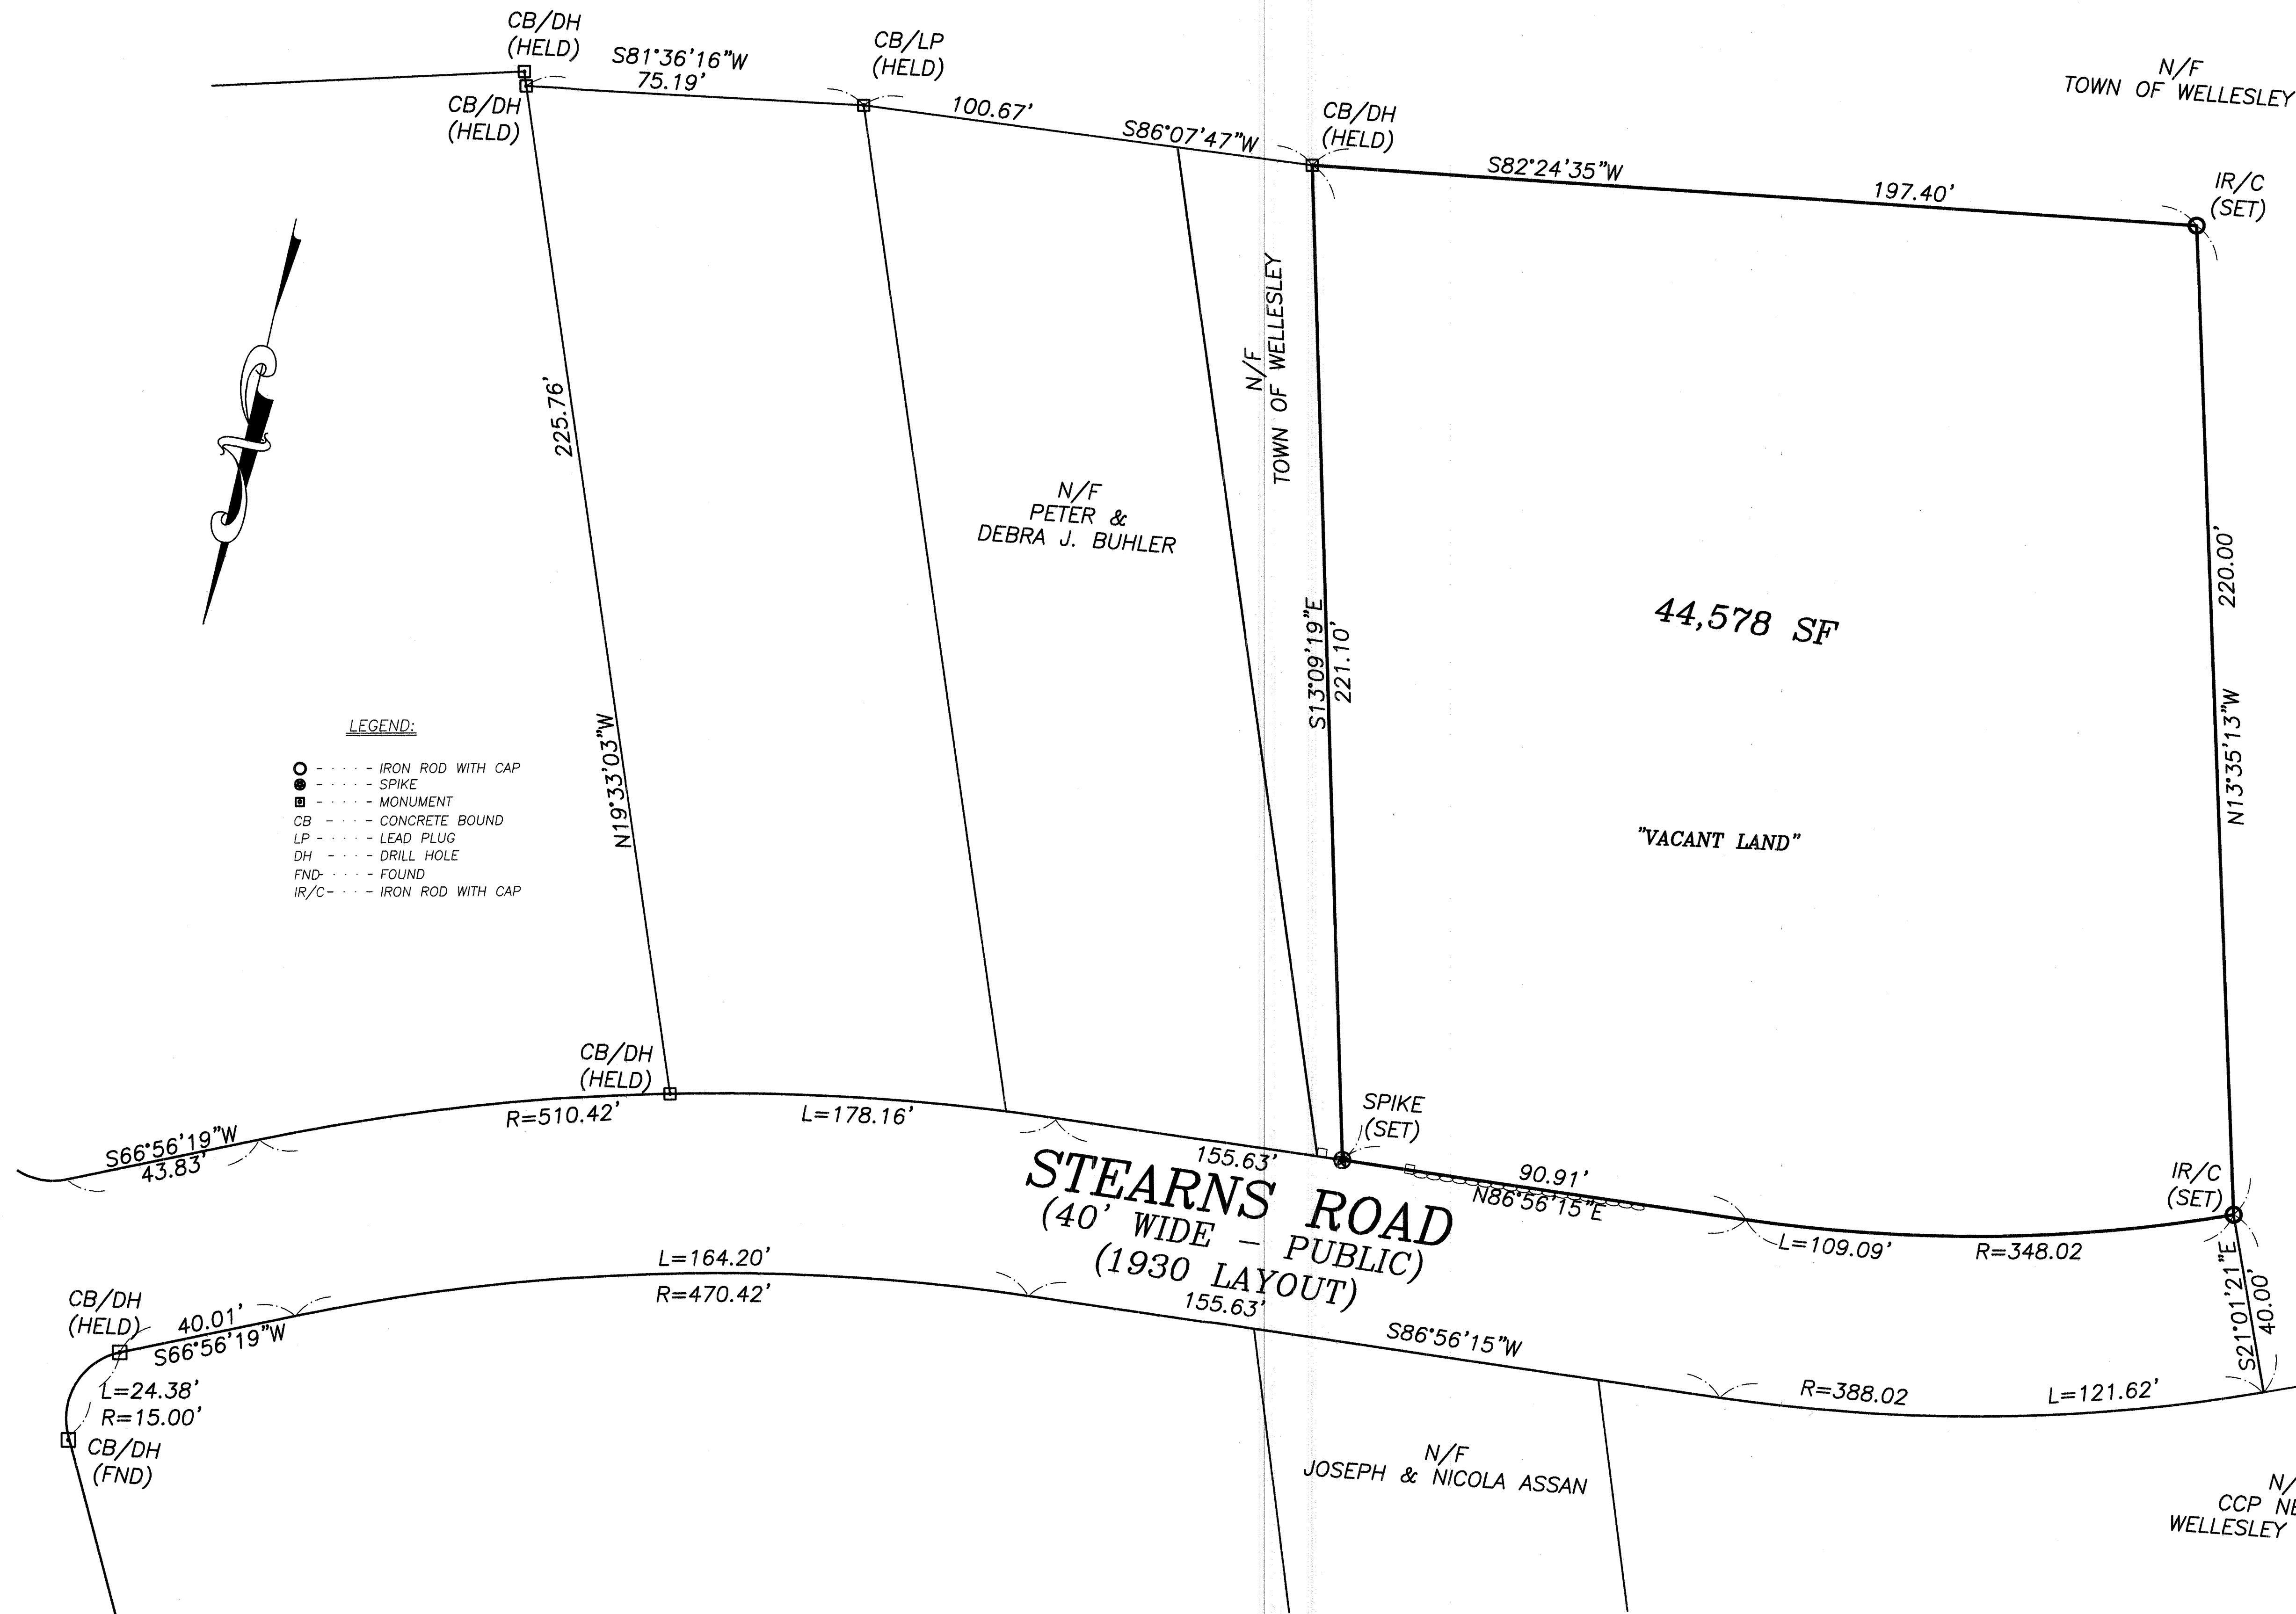 CB/DH
(HELD)
S81°36'16"W
75.19'
CB/DH
(HELD)
CB/LP
(HELD)
100.67'
S86°07'47"W
CB/DH
(HELD)
S82°24'35"W
197.40'
N/F
TOWN OF WELLESLEY
IR/C
(SET)
225.76'
N19°33'03"W
N/F
PETER &
DEBRA J. BUHLER
N/F
TOWN OF WELLESLEY
S13°09'19"E
221.10'
44,578 SF
"VACANT LAND"
220.00'
N13°35'13"W
LEGEND:
- · · · - IRON ROD WITH CAP
- · · · - SPIKE
- · · · - MONUMENT
CB - · · · - CONCRETE BOUND
LP - · · · - LEAD PLUG
DH - · · · - DRILL HOLE
FND- · · · - FOUND
IR/C- · · · - IRON ROD WITH CAP
CB/DH
(HELD)
R=510.42'
L=178.16'
S66°56'19"W
43.83'
SPIKE
(SET)
155.63'
90.91'
N86°56'15"E
L=109.09'
R=348.02
IR/C
(SET)
STEARNS ROAD
(40' WIDE - PUBLIC)
(1930 LAYOUT)
S21°01'21"E
40.00'
CB/DH
(HELD)
40.01'
S66°56'19"W
L=164.20'
R=470.42'
155.63'
S86°56'15"W
R=388.02
L=121.62'
L=24.38'
R=15.00'
CB/DH
(FND)
N/F
JOSEPH & NICOLA ASSAN
N/
CCP NE
WELLESLEY